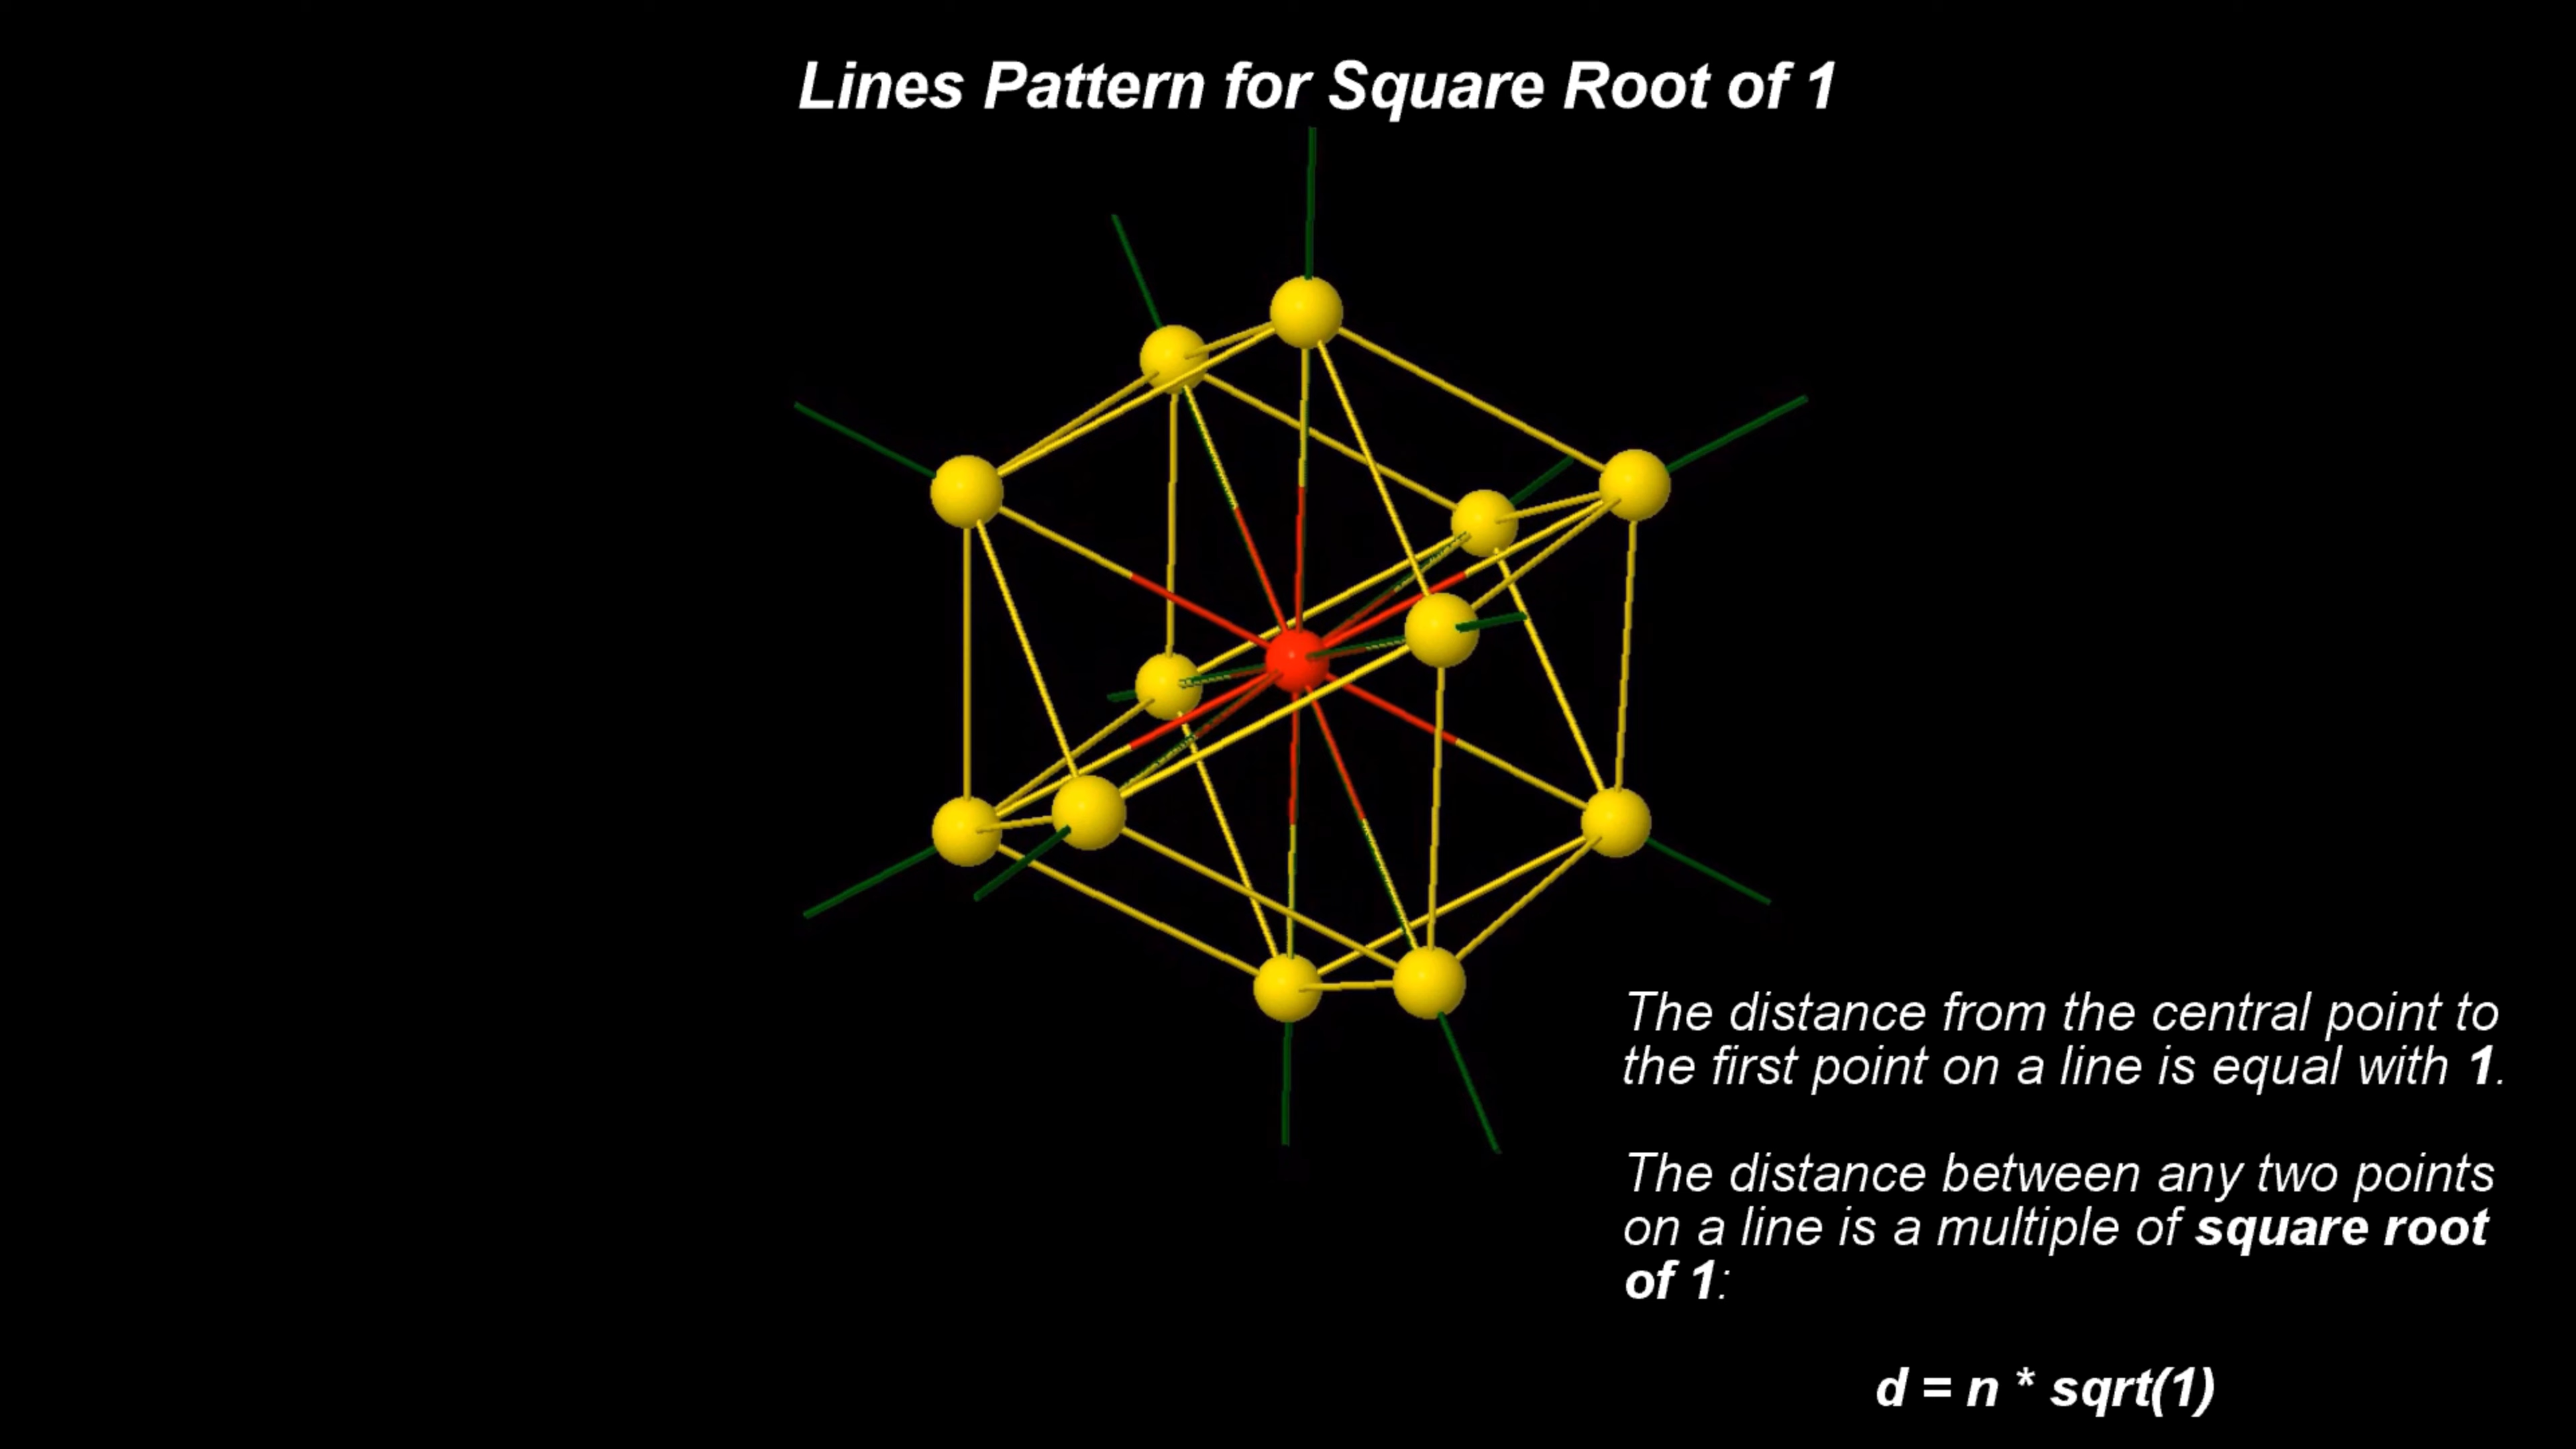 Lines Pattern for Square Root of 1
The distance from the central point to
the first point on a line is equal with 1.
The distance between any two points
on a line is a multiple of square root
of 1:
d = n * sqrt(1)